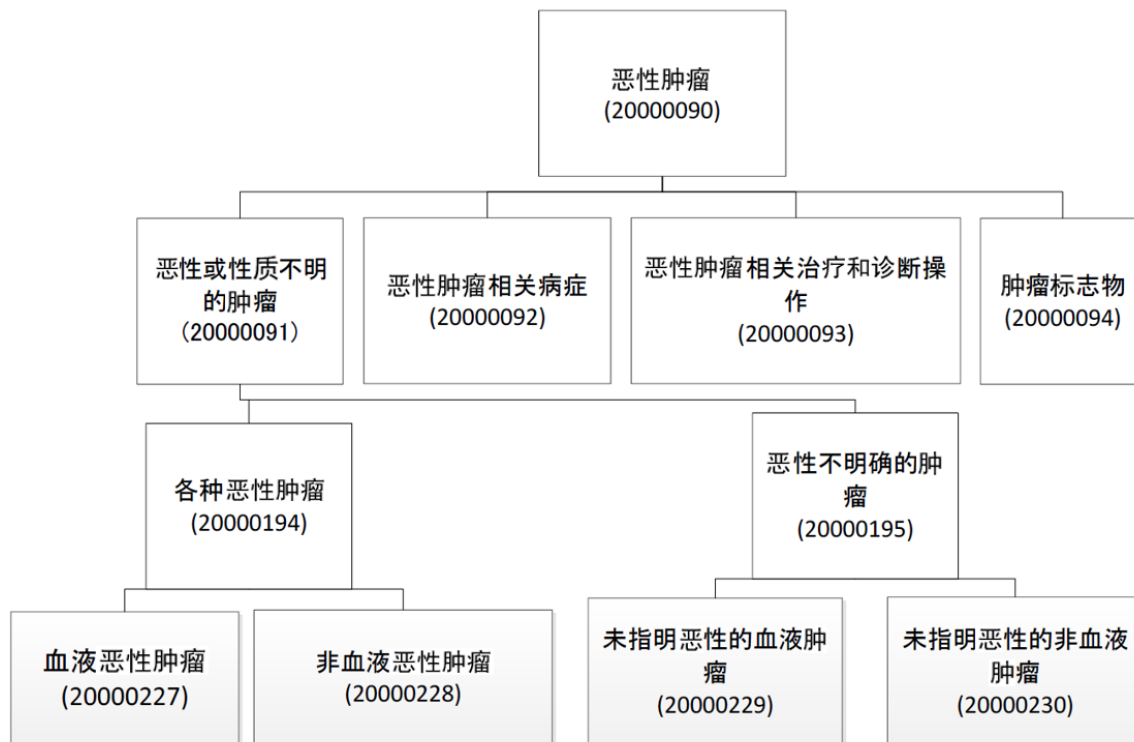 恶性肿瘤
(20000090)
恶性或性质不明
的肿瘤
（20000091）
恶性肿瘤相关病症
(20000092)
恶性肿瘤相关治疗和诊断操
作
(20000093)
肿瘤标志物
(20000094)
各种恶性肿瘤
(20000194)
恶性不明确的肿
瘤
(20000195)
血液恶性肿瘤
(20000227)
非血液恶性肿瘤
(20000228)
未指明恶性的血液肿
瘤
(20000229)
未指明恶性的非血液
肿瘤
(20000230)